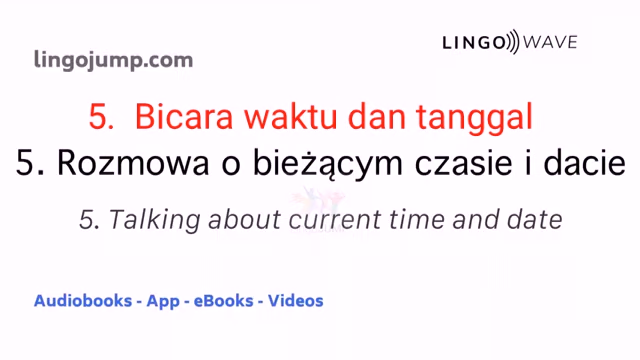 lingojump.com
LINGO WAVE
5. Bicara waktu dan tanggal
5. Rozmowa o bieżącym czasie i dacie
5. Talking about current time and date
Audiobooks - App - eBooks - Videos